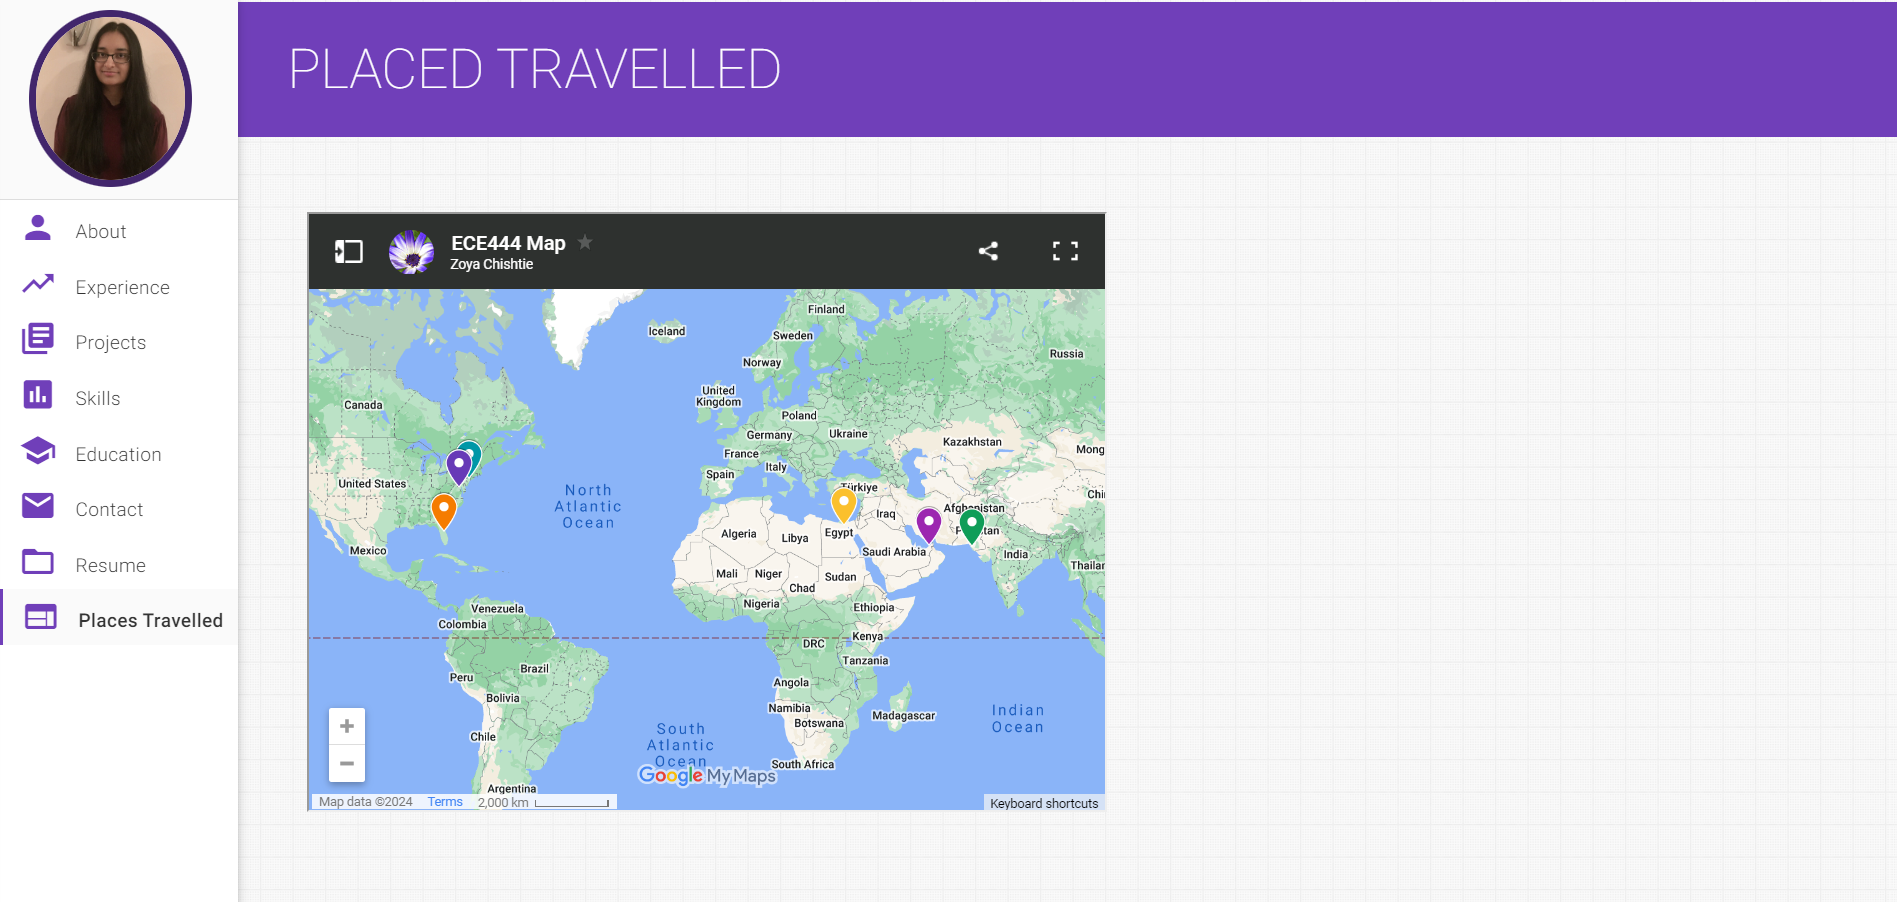 PLACED TRAVELLED
About
Experience
Projects
Skills
Education
Contact
Resume
Places Travelled
ECE444 Map
Zoya Chishtie
Iceland
Finland
Sweden
Norway
Russia
United
Kingdom
Canada
Poland
Germany
Ukraine
France
Kazakhstan
Italy
Mong
Spain
United States
Türkiye
North
Atlantic
Ocean
Chi
Afghanistan
Iraq
Algeria
Libya
Egypt
Mexico
Saudi Arabia
India
Thailar
Mali
Niger
Sudan
Chad
Nigeria
Ethiopia
Venezuela
Colombia
Kenya
DRC
Tanzania
Brazil
Peru
Angola
Bolivia
Namibia
Botswana
Madagascar
Indian
Ocean
Chile
South
Atlantic
Ocean
South Africa
Google My Maps
Argentina
Map data ©2024
Terms
2,000 km
Keyboard shortcuts